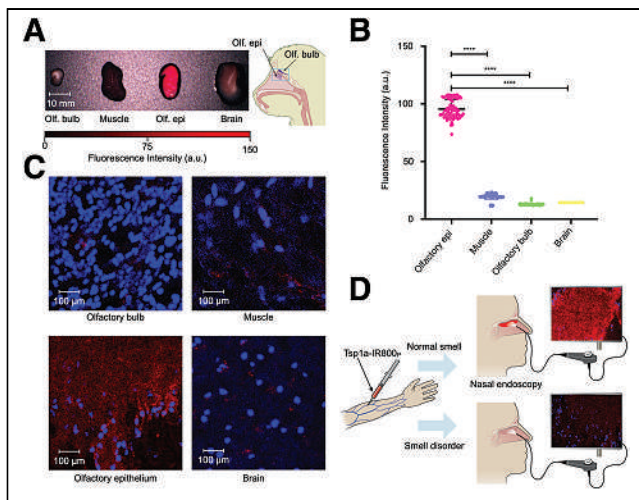 A
Olf. epi
Olf. bulb
10 mm
Olf. bulb
Muscle
Olf. epi
Brain
0
75
150
Fluorescence Intensity (a.u.)
B
Fluorescence Intensity (a.u.)
150
100
50
0
****
****
****
Olfactory epi
Muscle
Olfactory bulb
Brain
C
100 µm
Olfactory bulb
100 µm
Muscle
100 µm
Olfactory epithelium
100 µm
Brain
D
Tsp1a-IR800P
Normal smell
Nasal endoscopy
Smell disorder